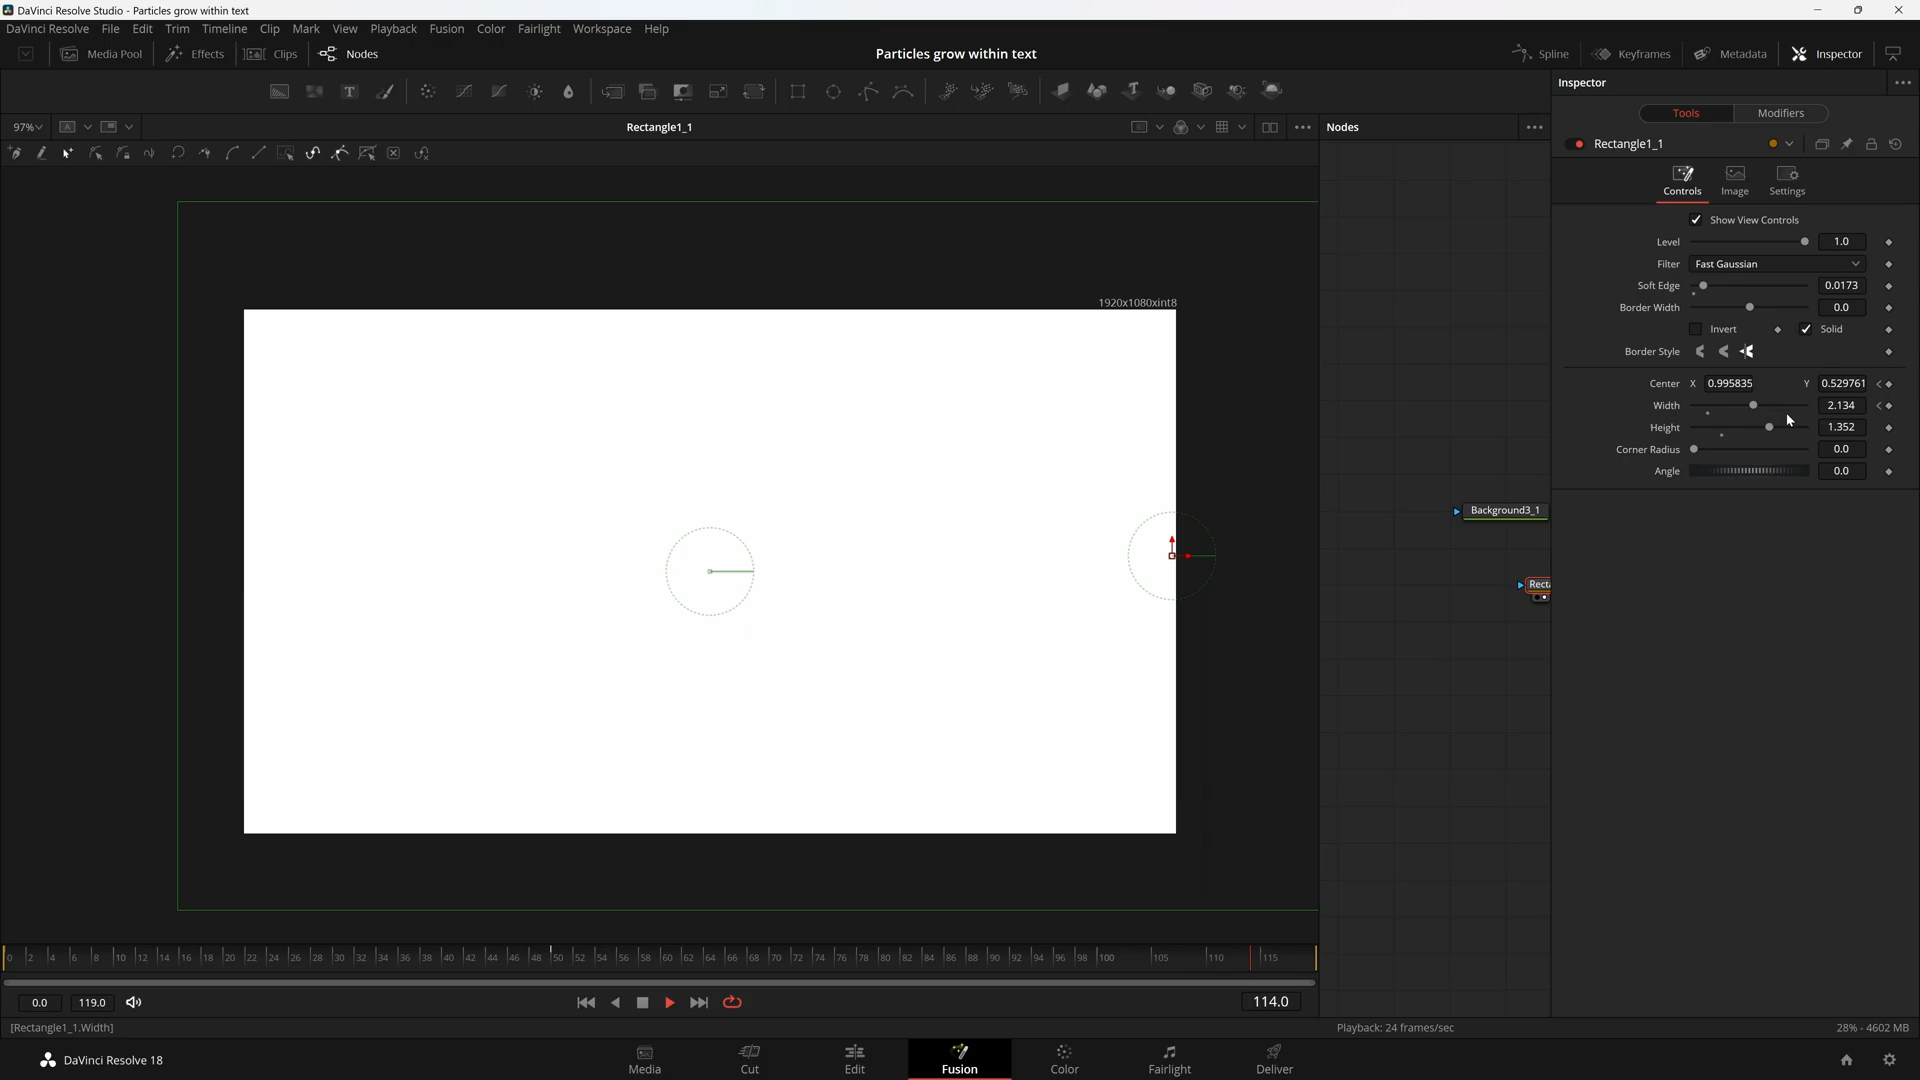 DaVinci Resolve Studio - Particles grow within text
DaVinci Resolve File Edit Trim Timeline Clip Mark View Playback Fusion Color Fairlight Workspace Help
Media Pool Effects Clips Nodes Particles grow within text Spline Keyframes Metadata Inspector
Inspector
Tools Modifiers
97% A Rectangle1_1 Nodes
Rectangle1_1
Controls Image Settings
Show View Controls
Level 1.0
Filter Fast Gaussian
Soft Edge 0.0173
Border Width 0.0
Invert Solid
Border Style
Center X 0.995835 Y 0.529761
Width 2.134
Height 1.352
Corner Radius 0.0
Angle 0.0
1920x1080xint8
Background3_1
Recta
0 2 4 6 8 10 12 14 16 18 20 22 24 26 28 30 32 34 36 38 40 42 44 46 48 50 52 54 56 58 60 62 64 66 68 70 72 74 76 78 80 82 84 86 88 90 92 94 96 98 100 105 110 115
0.0 119.0 114.0
[Rectangle1_1.Width] Playback: 24 frames/sec 28% - 4602 MB
DaVinci Resolve 18 Media Cut Edit Fusion Color Fairlight Deliver